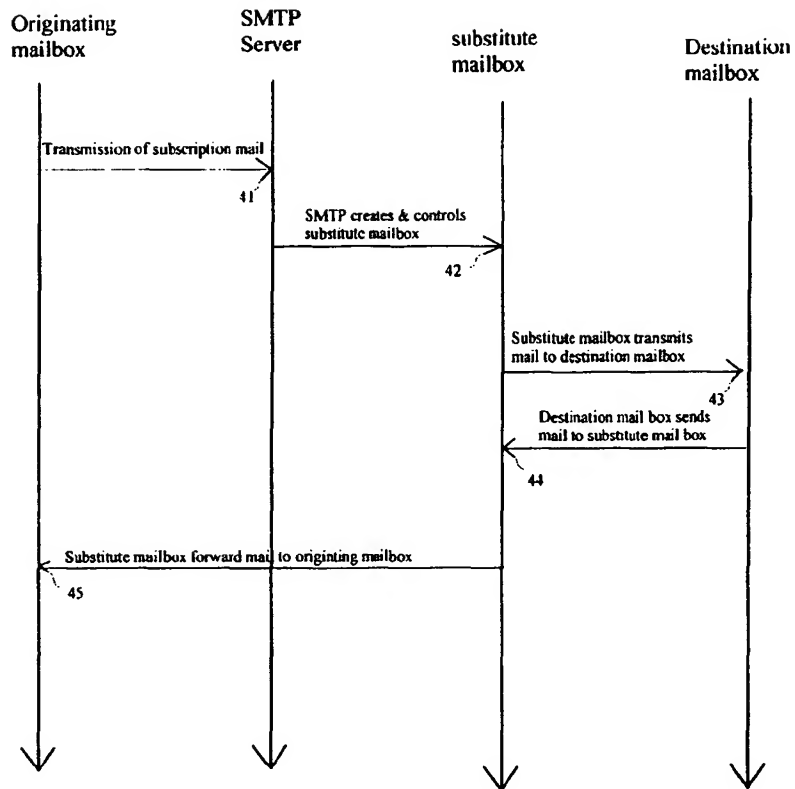 Originating
mailbox
SMTP
Server
substitute
mailbox
Destination
mailbox
Transmission of subscription mail
41
SMTP creates & controls
substitute mailbox
42
Substitute mailbox transmits
mail to destination mailbox
43
Destination mail box sends
mail to substitute mail box
44
Substitute mailbox forward mail to originting mailbox
45